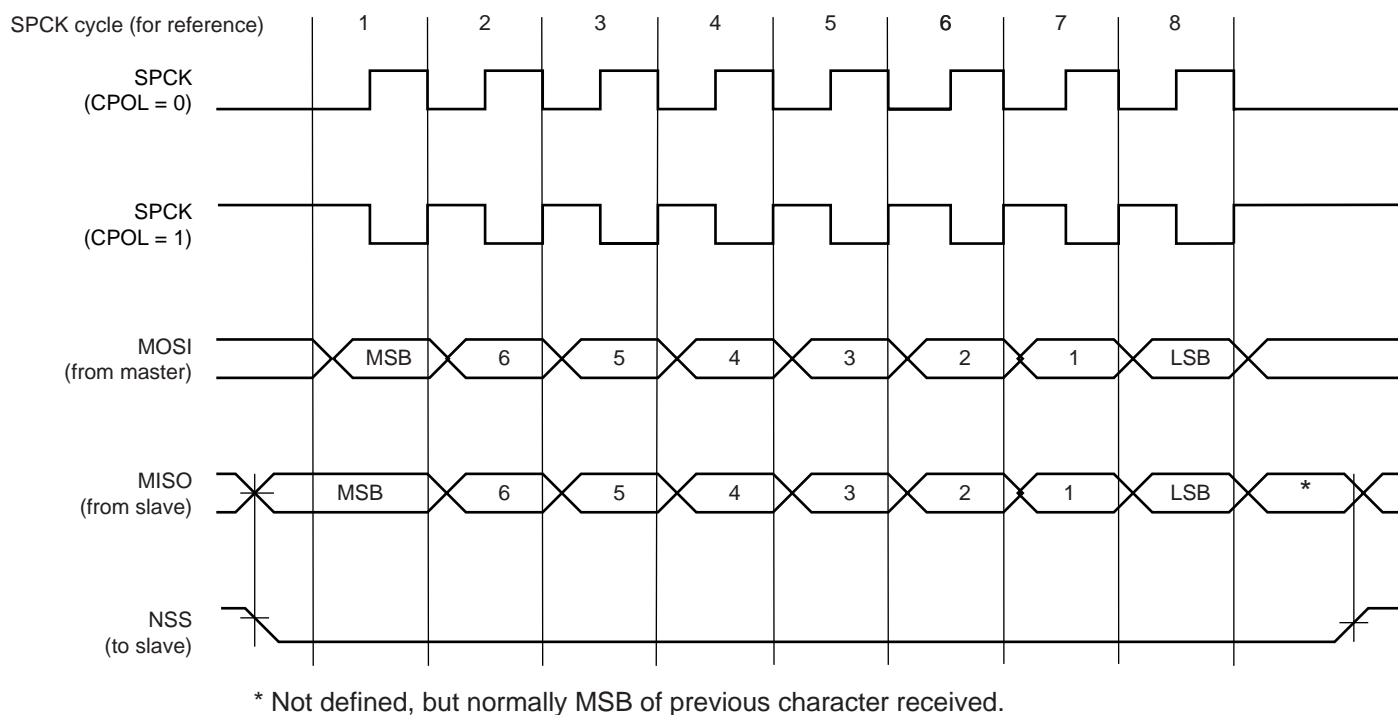 SPCK cycle (for reference) 1 2 3 4 5 6 7 8
SPCK
(CPOL = 0)
SPCK
(CPOL = 1)
MOSI
(from master)
MSB 6 5 4 3 2 1 LSB
MISO
(from slave)
MSB 6 5 4 3 2 1 LSB *
NSS
(to slave)
* Not defined, but normally MSB of previous character received.